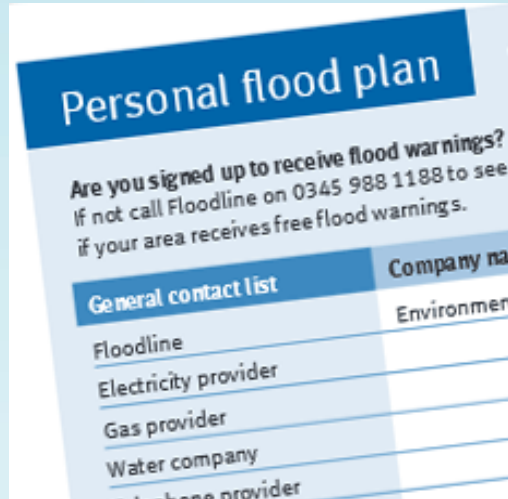 Personal flood plan
Are you signed up to receive flood warnings?
If not call Floodline on 0345 988 1188 to see
if your area receives free flood warnings.
General contact list Company
Floodline
Electricity provider
Gas provider
Water company
provider